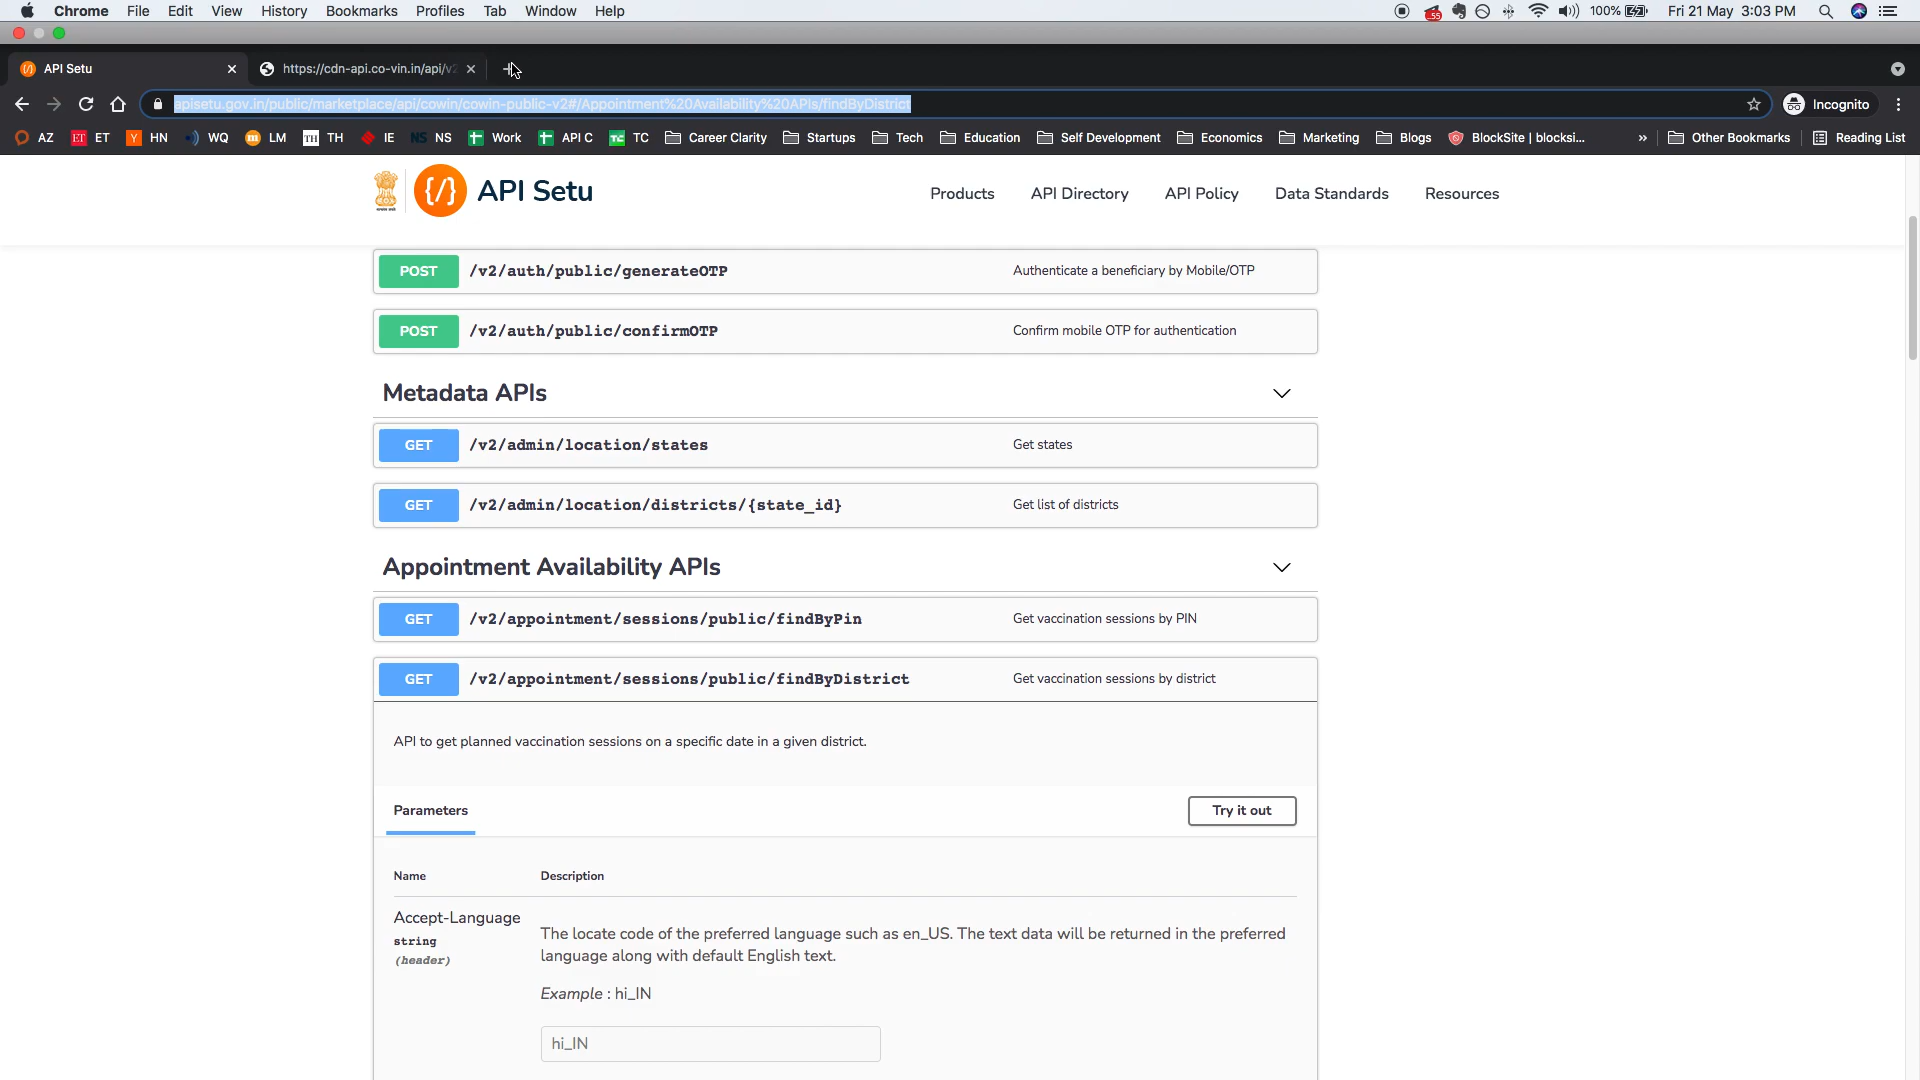 Chrome File Edit View History Bookmarks Profiles Tab Window Help .55 100% Fri 21 May 3:03 PM
API Setu https://cdn-api.co-vin.in/api/v2
apisetu.gov.in/public/marketplace/api/cowin/cowin-public-v2#/Appointment%20Availability%20APIs/findByDistrict Incognito
AZ ET ET Y HN WQ m LM TH TH IE NS NS Work API C TC TC Career Clarity Startups Tech Education Self Development Economics Marketing Blogs BlockSite | blocksi... » Other Bookmarks Reading List
{/} API Setu Products API Directory API Policy Data Standards Resources
POST /v2/auth/public/generateOTP Authenticate a beneficiary by Mobile/OTP
POST /v2/auth/public/confirmOTP Confirm mobile OTP for authentication
Metadata APIs
GET /v2/admin/location/states Get states
GET /v2/admin/location/districts/{state_id} Get list of districts
Appointment Availability APIs
GET /v2/appointment/sessions/public/findByPin Get vaccination sessions by PIN
GET /v2/appointment/sessions/public/findByDistrict Get vaccination sessions by district
API to get planned vaccination sessions on a specific date in a given district.
Parameters Try it out
Name Description
Accept-Language
string
(header)
The locate code of the preferred language such as en_US. The text data will be returned in the preferred
language along with default English text.
Example : hi_IN
hi_IN